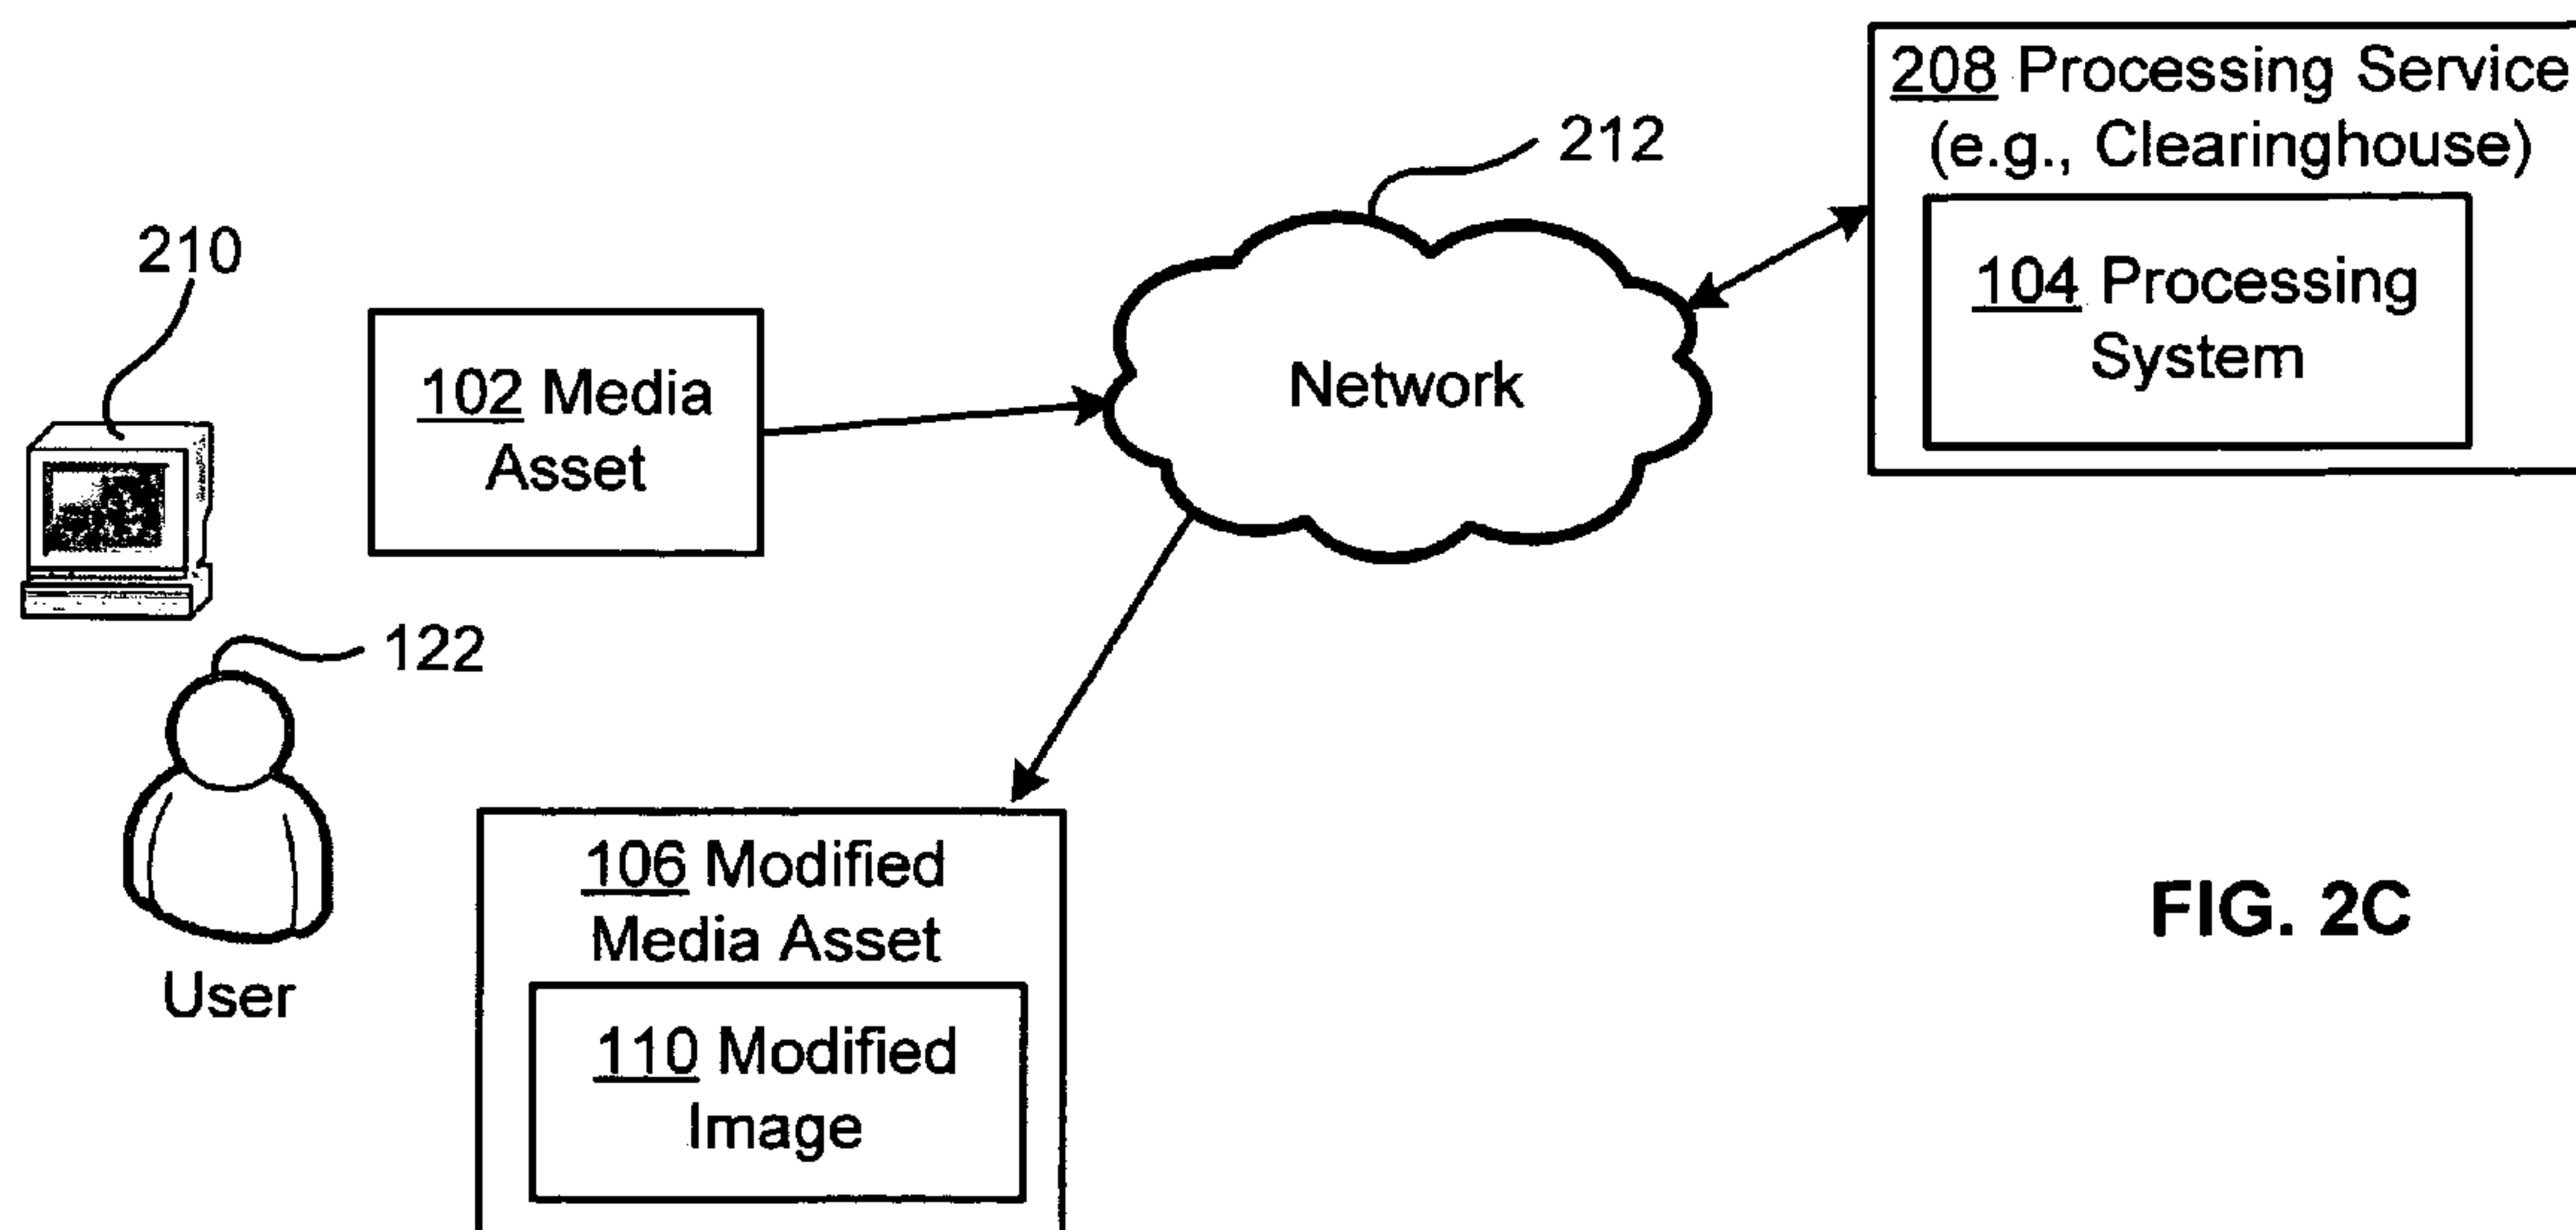 208 Processing Service
(e.g., Clearinghouse)
104 Processing
System
212
Network
210
102 Media
Asset
122
User
106 Modified
Media Asset
110 Modified
Image
FIG. 2C